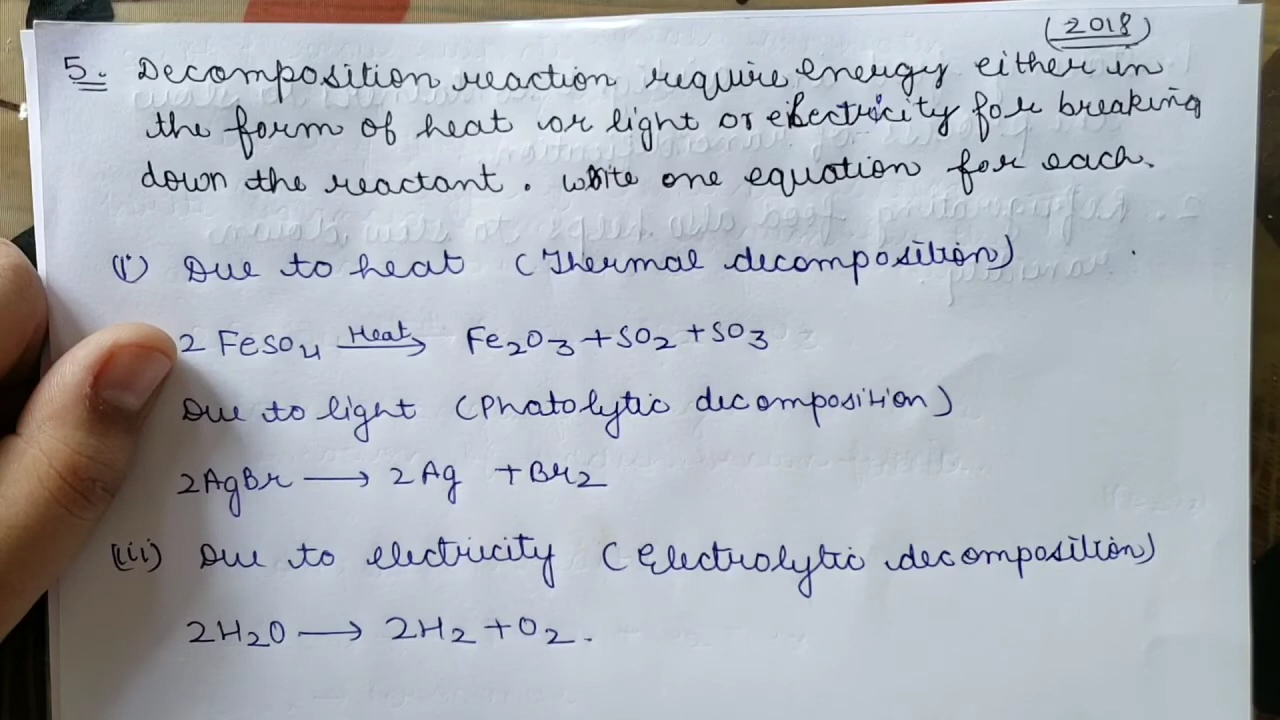 (2018)
5. Decomposition reaction require energy either in
the form of heat or light or electricity for breaking
down the reactant. Write one equation for each.
(i) Due to heat (Thermal decomposition)
2 FeSO4 Heat→ Fe2O3 + SO2 + SO3
Due to light (Phatolytic decomposition)
2AgBr → 2Ag + Br2
(iii) Due to electricity (Electrolytic decomposition)
2H2O → 2H2 + O2.